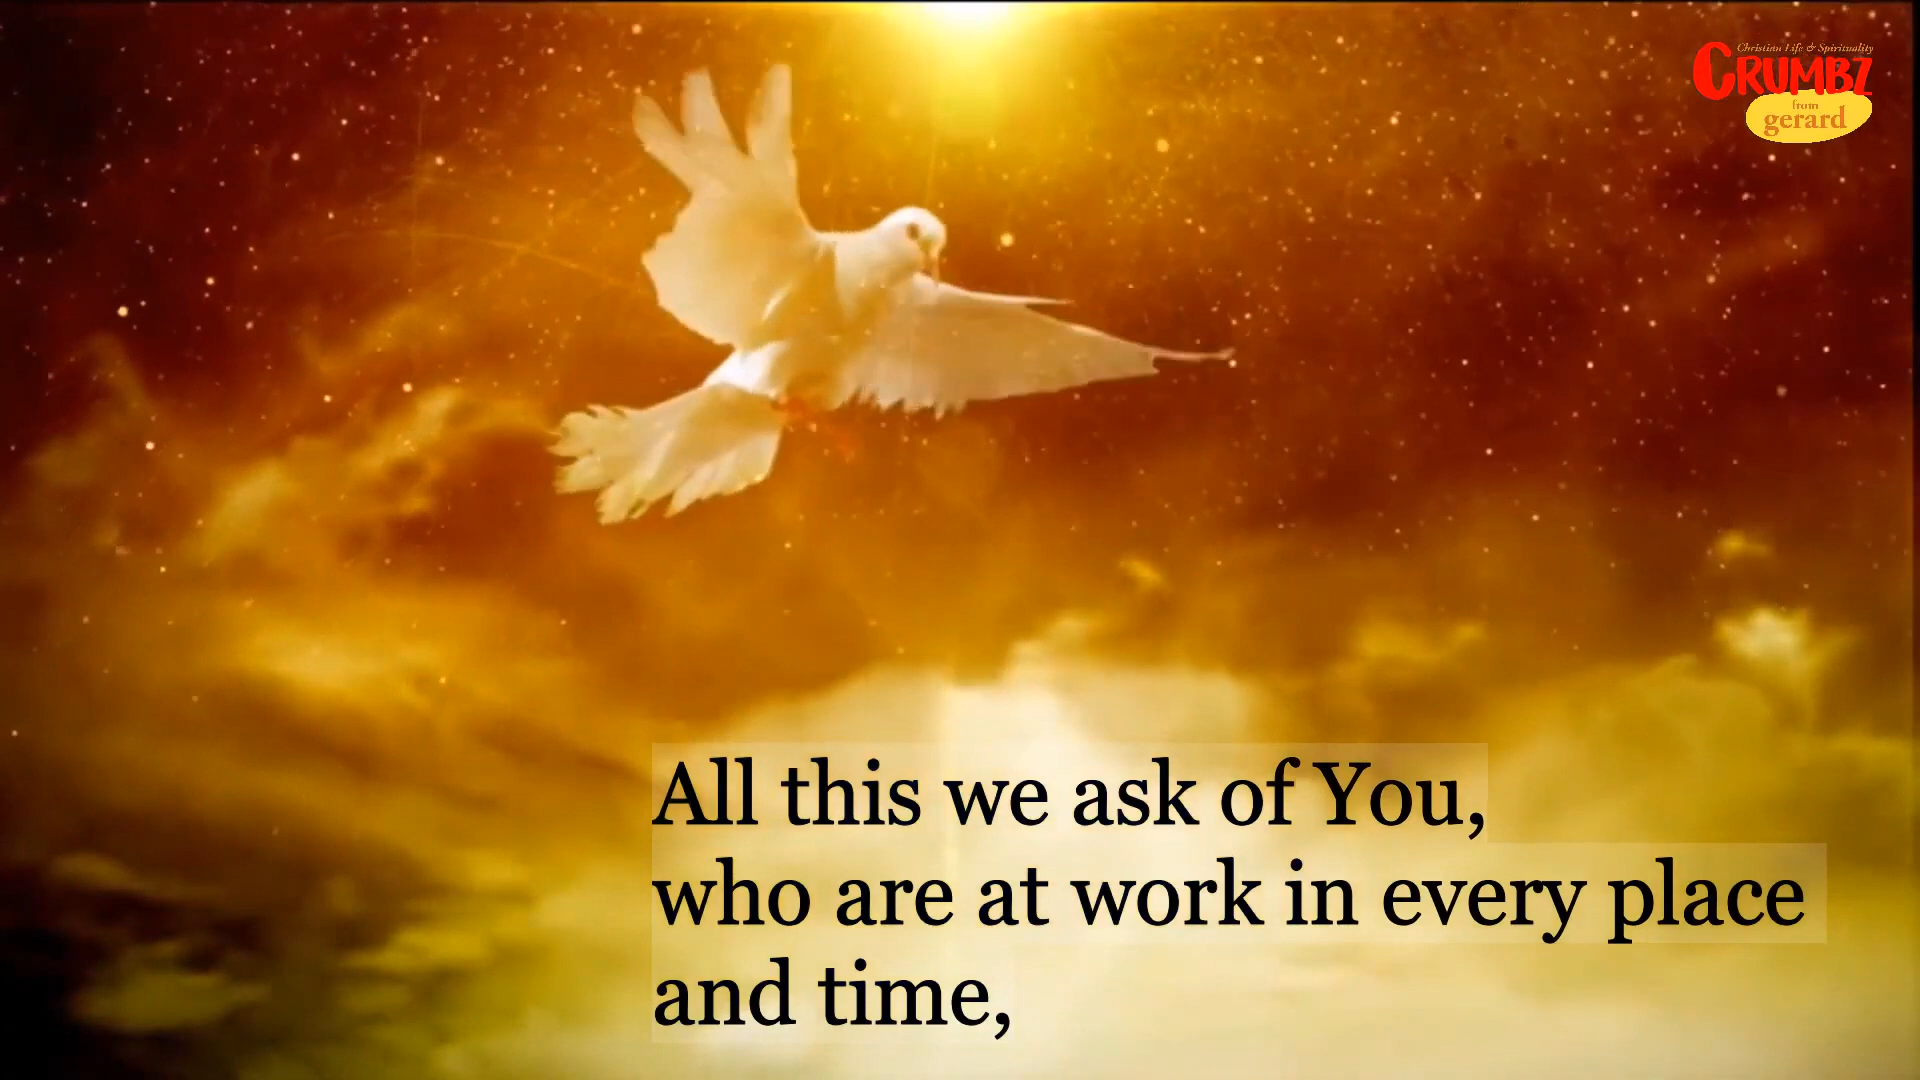 Christian Life & Spirituality
CRUMBZ
from
gerard
All this we ask of You,
who are at work in every place
and time,